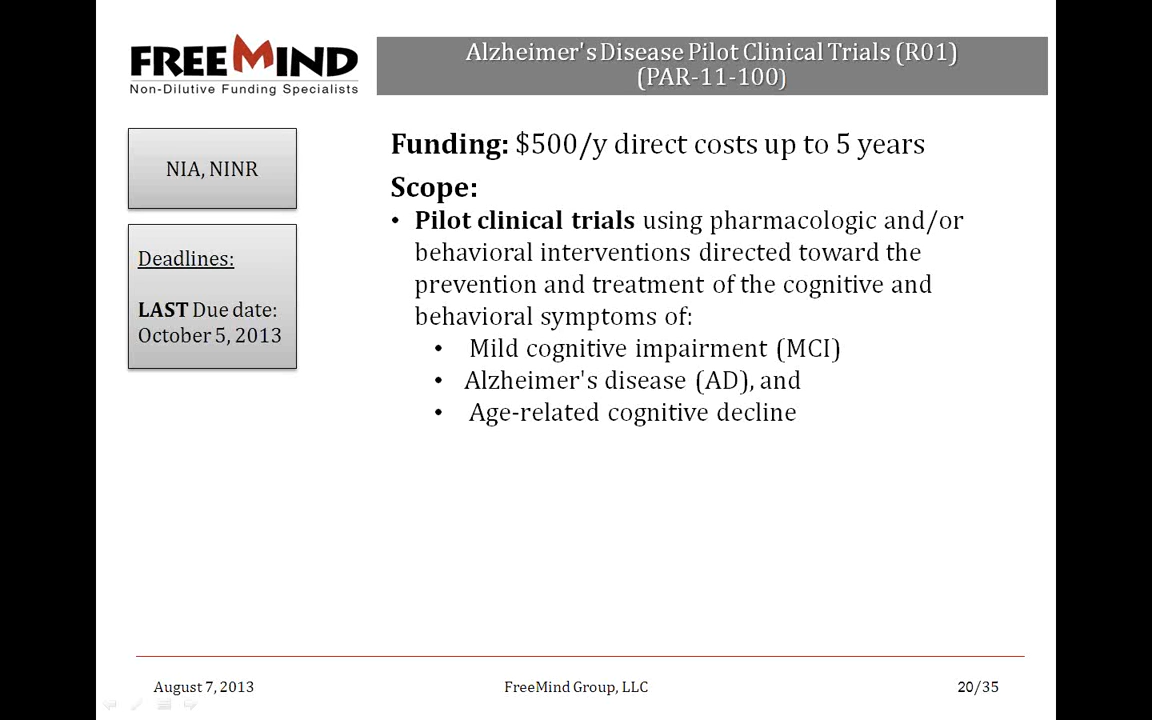 FREEMIND
Non-Dilutive Funding Specialists
Alzheimer's Disease Pilot Clinical Trials (R01)
(PAR-11-100)
NIA, NINR
Deadlines:
LAST Due date:
October 5, 2013
Funding: $500/y direct costs up to 5 years
Scope:
• Pilot clinical trials using pharmacologic and/or
behavioral interventions directed toward the
prevention and treatment of the cognitive and
behavioral symptoms of:
• Mild cognitive impairment (MCI)
• Alzheimer's disease (AD), and
• Age-related cognitive decline
August 7, 2013
FreeMind Group, LLC
20/35